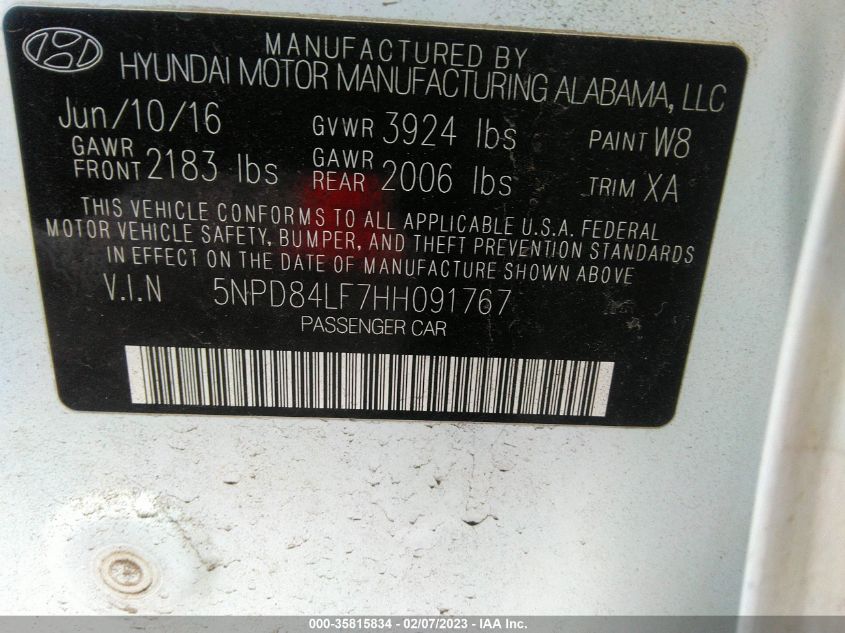 MANUFACTURED BY
HYUNDAI MOTOR MANUFACTURING ALABAMA, LLC
Jun/10/16 GVWR 3924 lbs PAINT W8
GAWR FRONT 2183 lbs GAWR REAR 2006 lbs TRIM XA
THIS VEHICLE CONFORMS TO ALL APPLICABLE U.S.A. FEDERAL
MOTOR VEHICLE SAFETY, BUMPER, AND THEFT PREVENTION STANDARDS
IN EFFECT ON THE DATE OF MANUFACTURE SHOWN ABOVE
V.I.N 5NPD84LF7HH091767
PASSENGER CAR
000-35815834 - 02/07/2023 - IAA Inc.